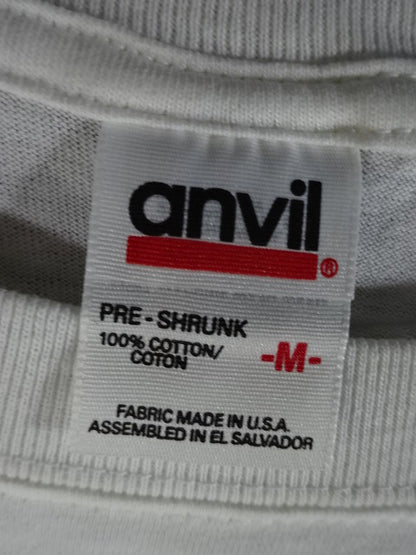 anvil®
PRE - SHRUNK
100% COTTON/
COTON
-M-
FABRIC MADE IN U.S.A.
ASSEMBLED IN EL SALVADOR